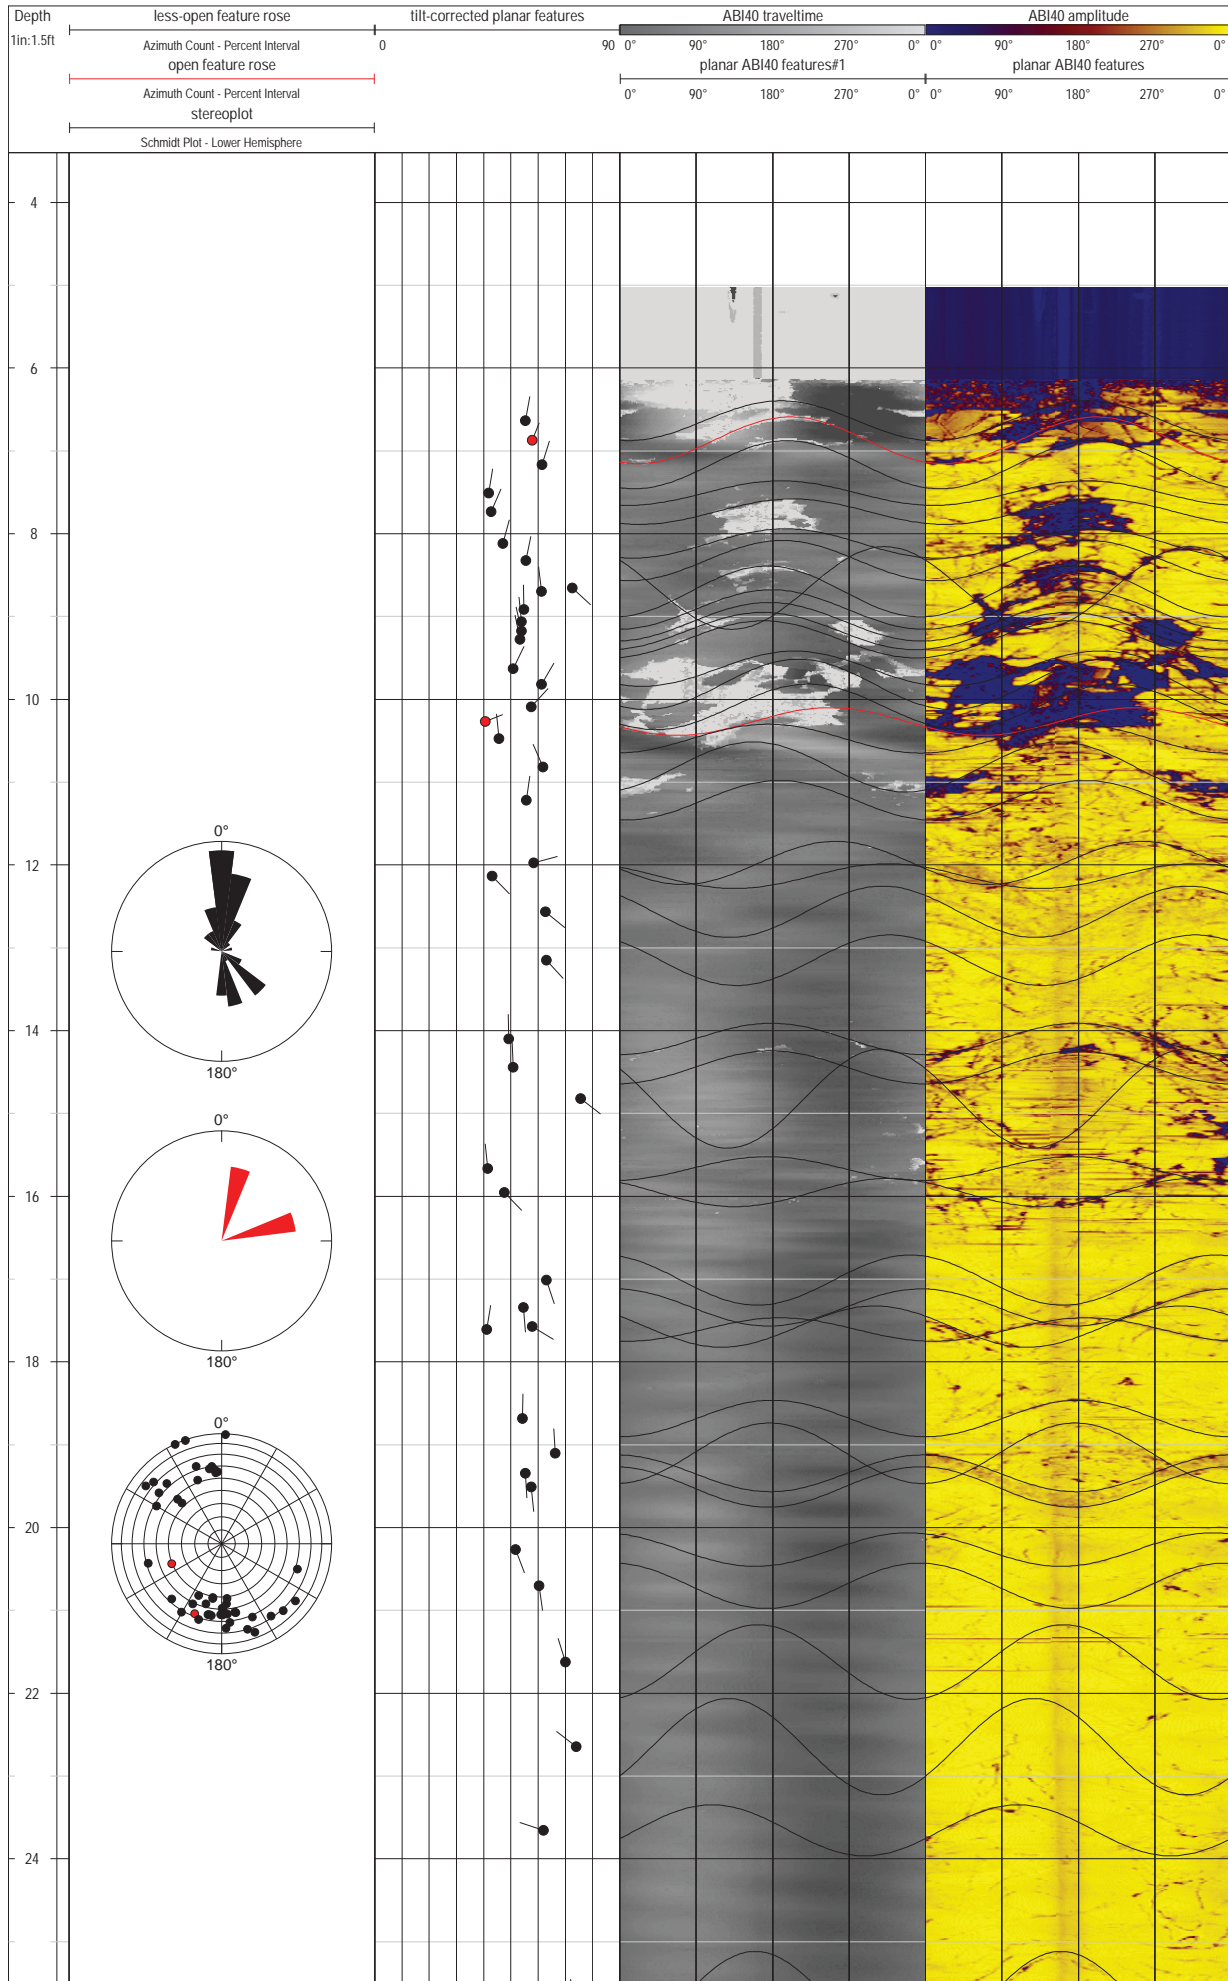 Depth less-open feature rose tilt-corrected planar features ABI40 traveltime ABI40 amplitude
1in:1.5ft Azimuth Count - Percent Interval 0 90 0° 90° 180° 270° 0° 0° 90° 180° 270° 0°
open feature rose planar ABI40 features#1 planar ABI40 features
Azimuth Count - Percent Interval 0° 90° 180° 270° 0° 0° 90° 180° 270° 0°
stereoplot
Schmidt Plot - Lower Hemisphere
4
6
8
10
0°
12
180°
14
0°
16
180°
18
0°
20
180°
22
24